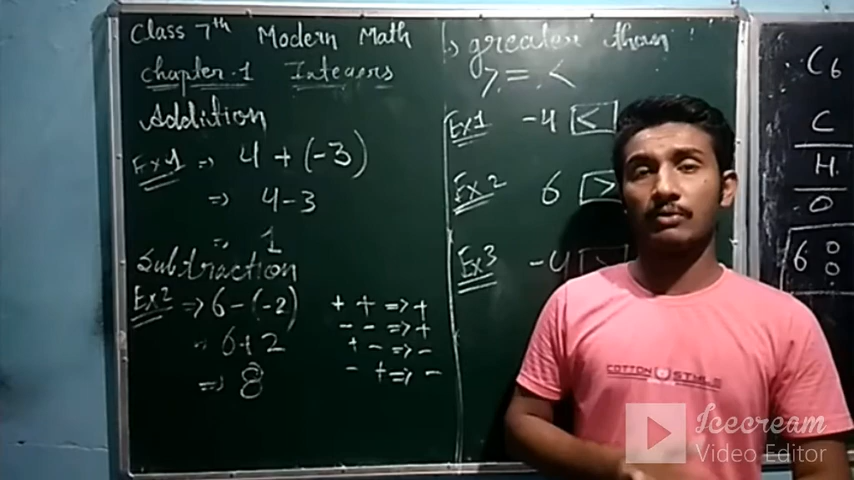 Class 7th Modern Math
chapter-1 Integers
Addition
Ex1 => 4 + (-3)
=> 4-3
=> 1
Subtraction
Ex2 => 6-(-2)
6+2
=> 8
+ + => +
- - => +
+ - => -
- + => -
greater than
> = <
Ex1 -4 <
Ex2 6 >
Ex3 -4 >
C6
C
H
O
6
COTTON
Icecream
Video Editor